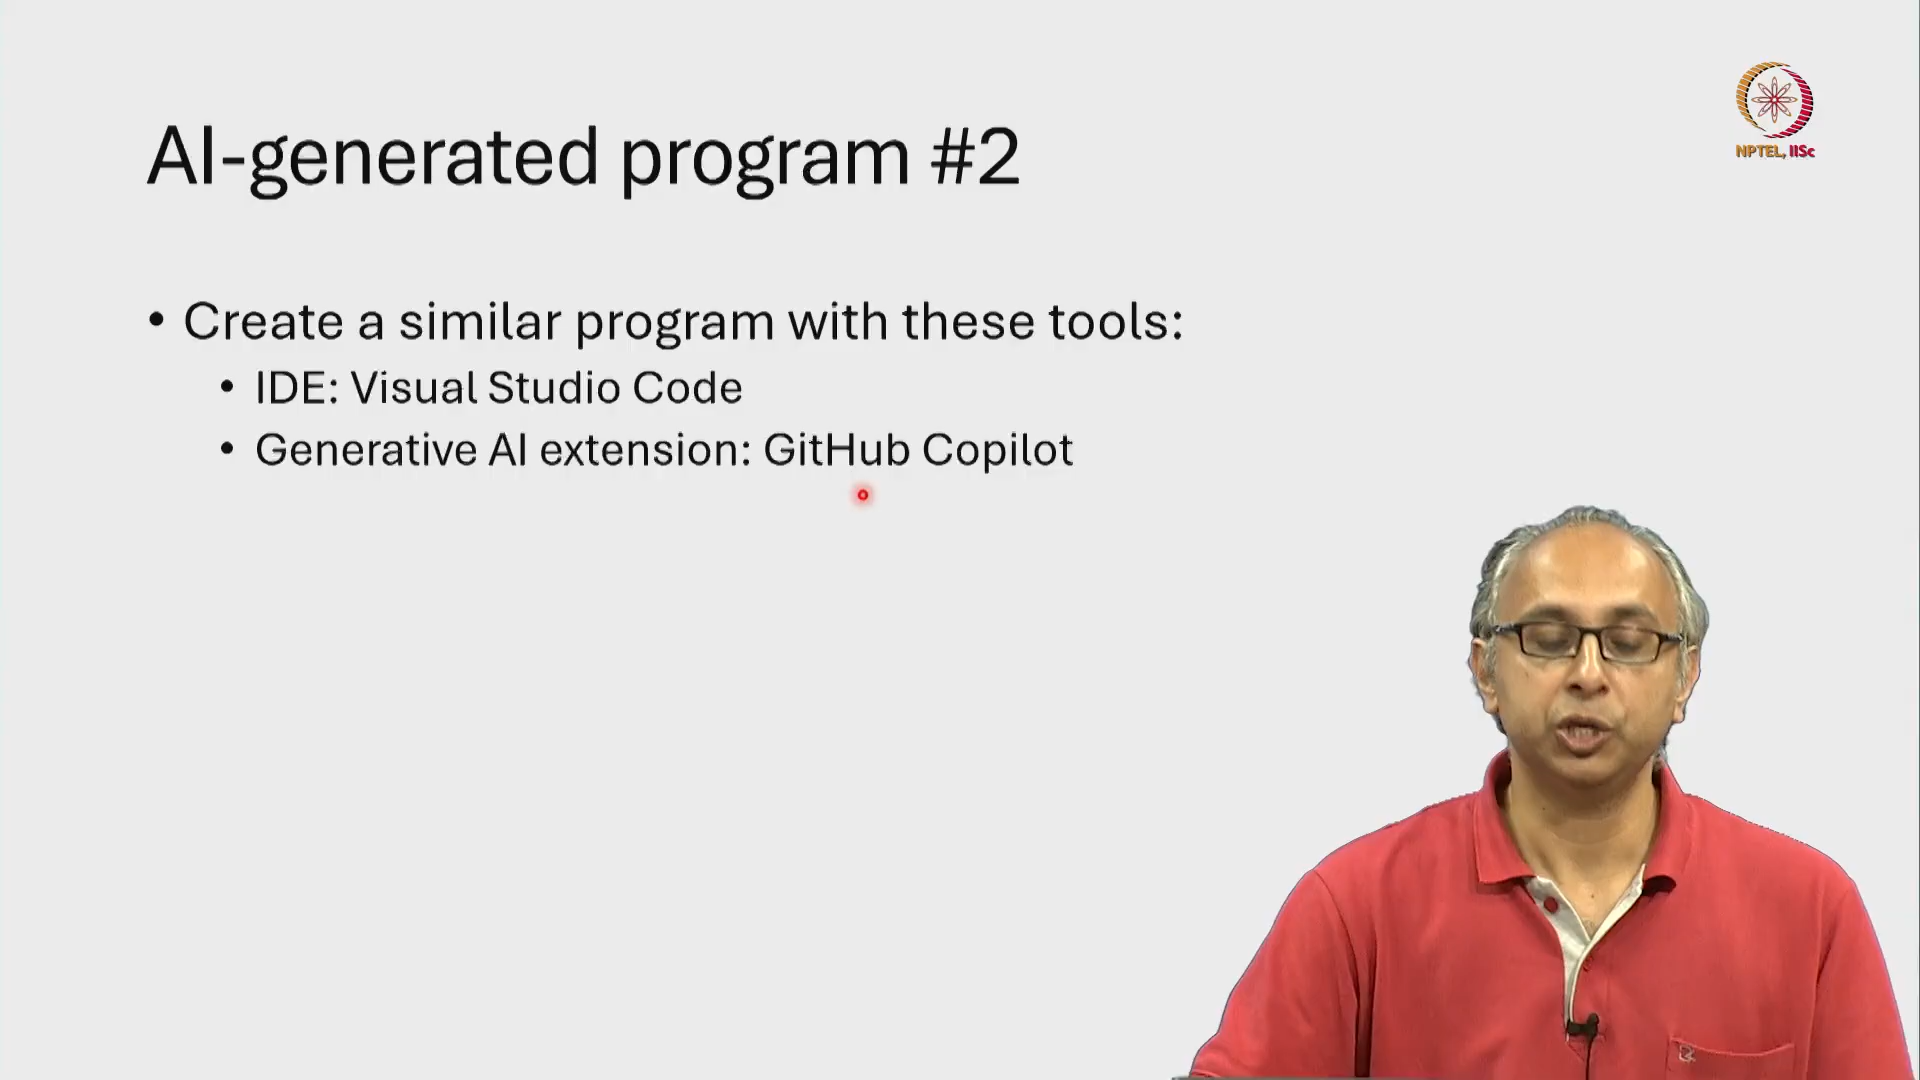 AI-generated program #2
NPTEL, IISc
• Create a similar program with these tools:
• IDE: Visual Studio Code
• Generative AI extension: GitHub Copilot